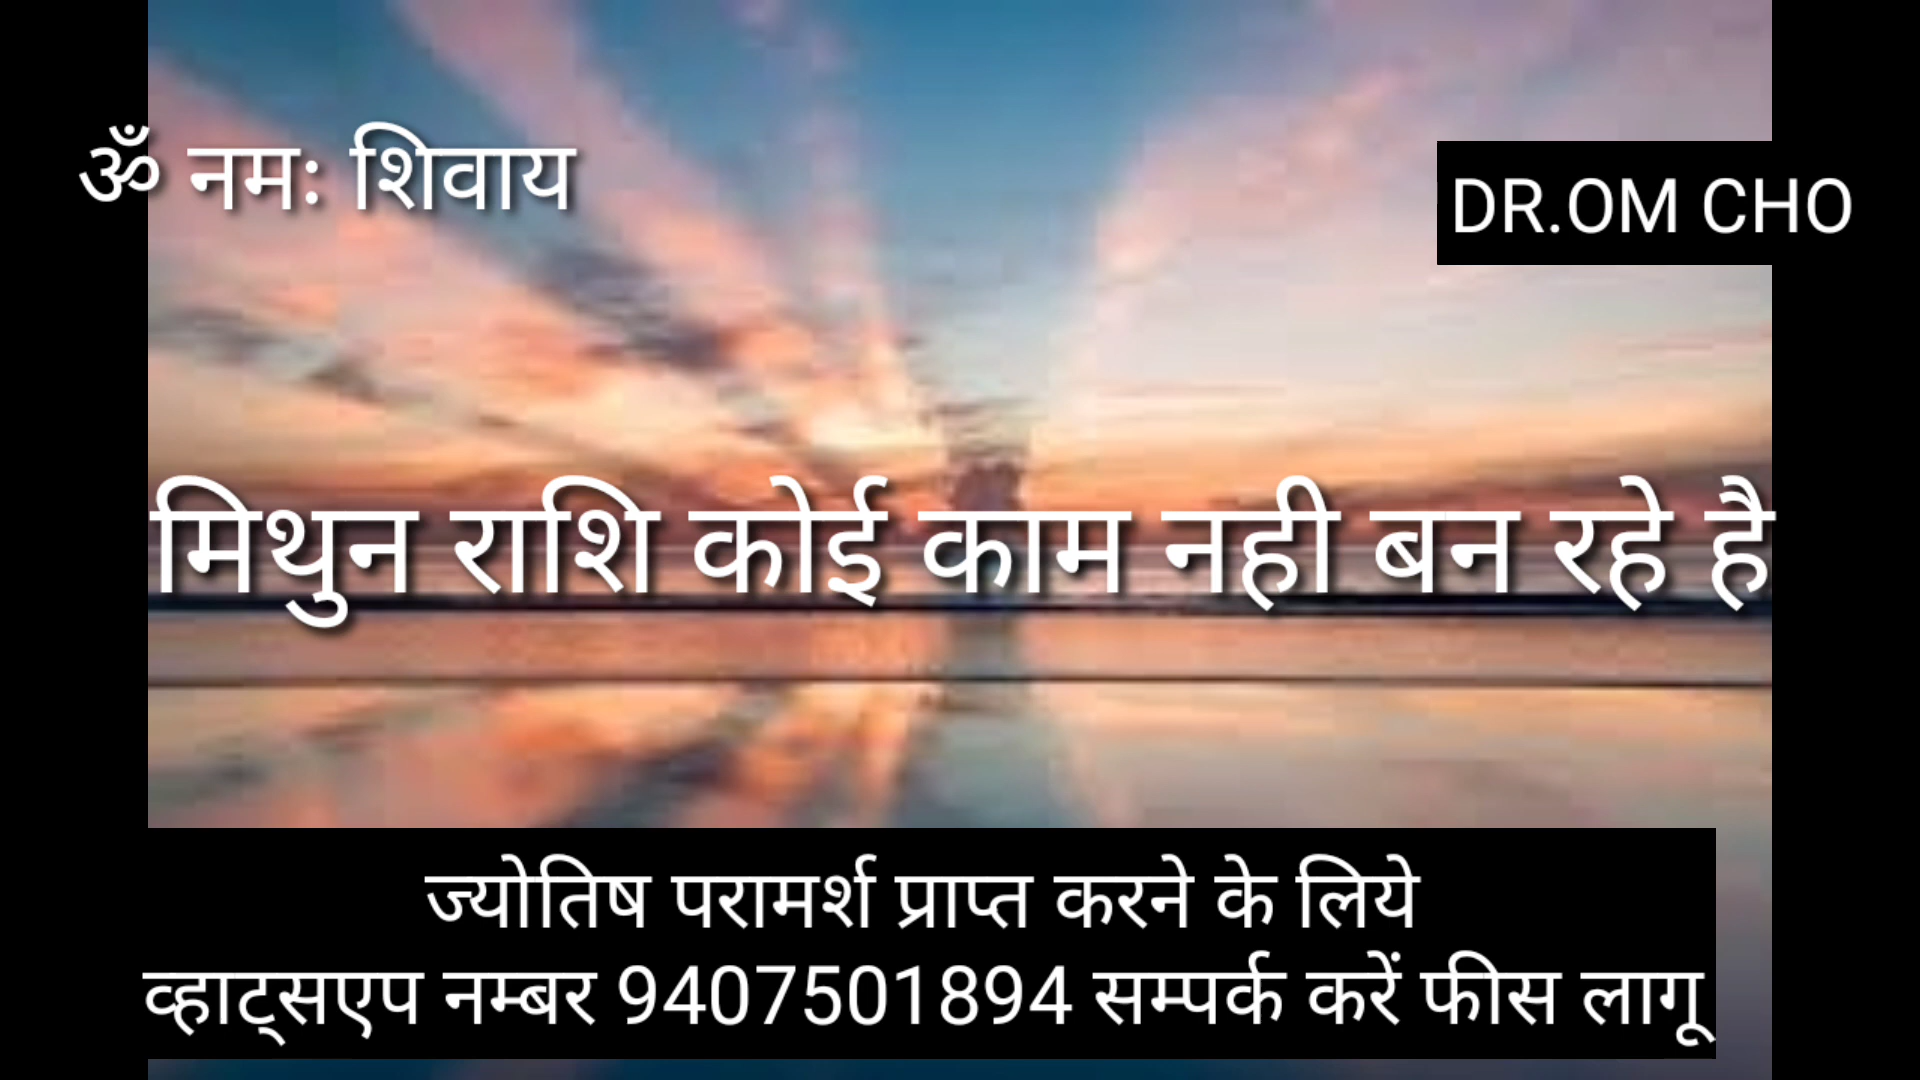 ॐ नमः शिवाय
DR.OM CHO
मिथुन राशि कोई काम नही बन रहे है
ज्योतिष परामर्श प्राप्त करने के लिये
व्हाट्सएप नम्बर 9407501894 सम्पर्क करें फीस लागू